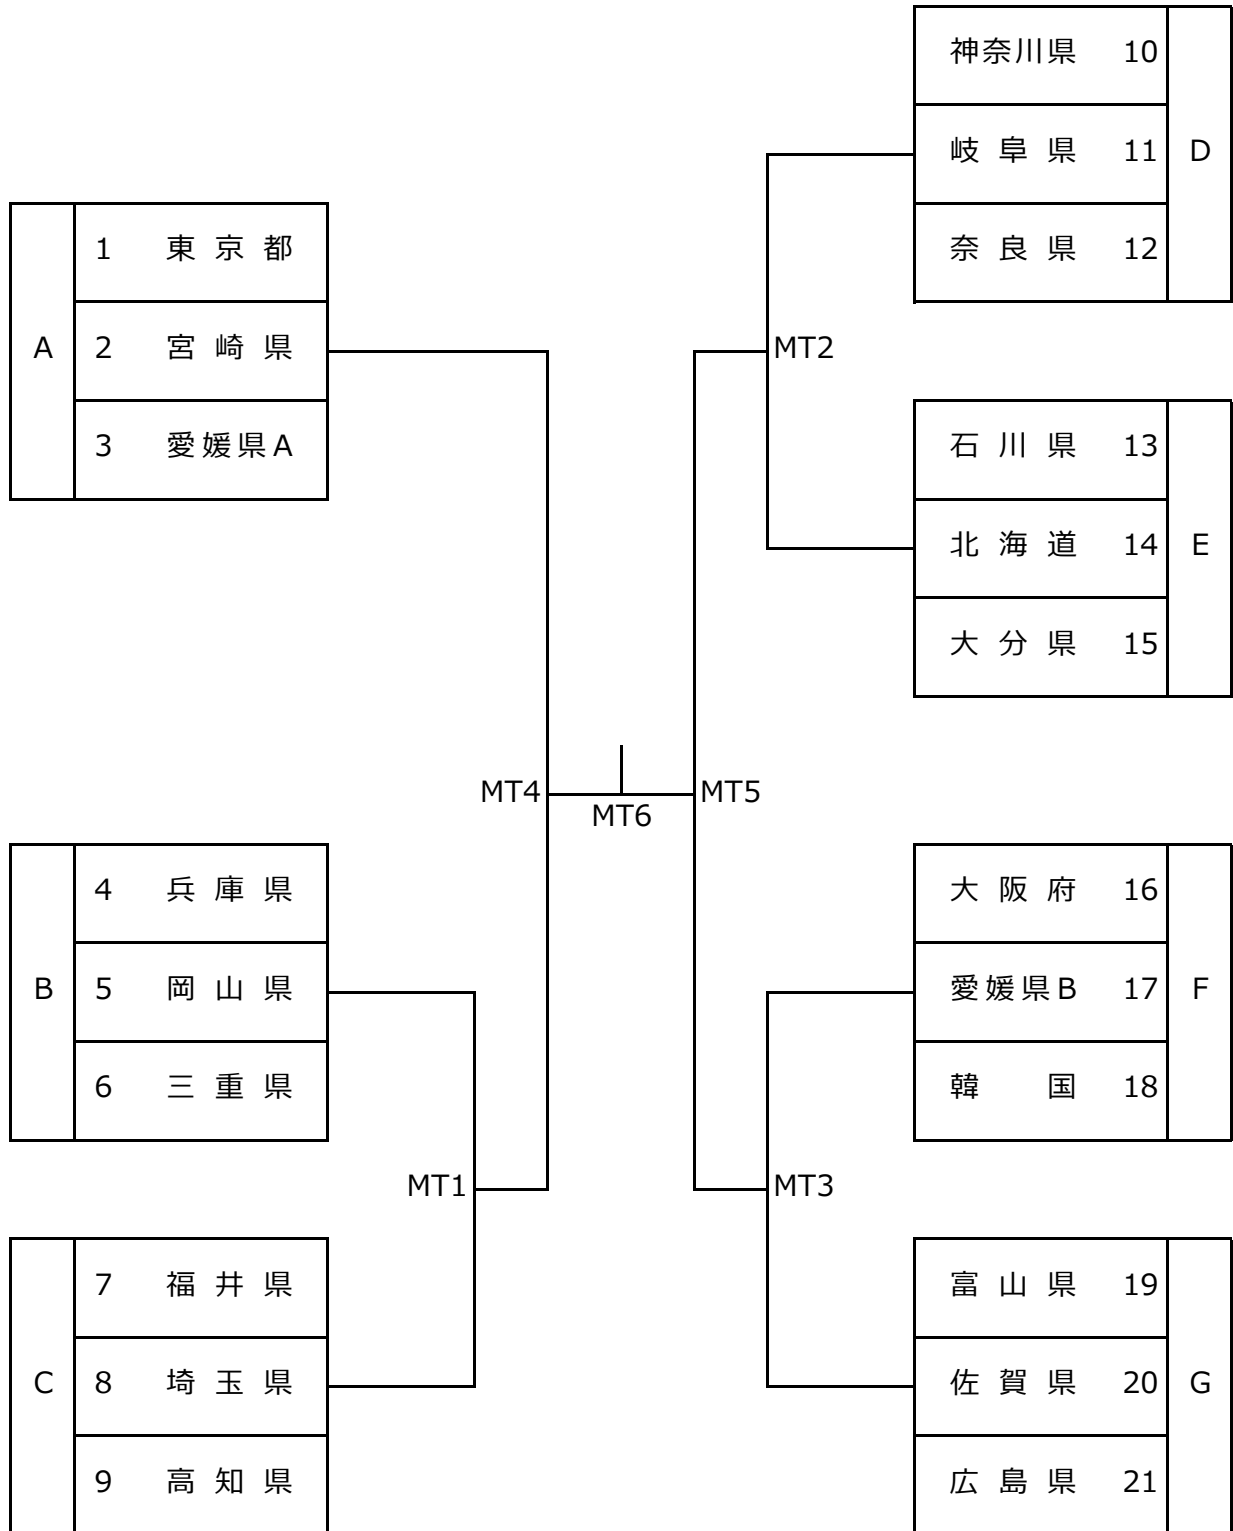 A
1 東京都
2 宮崎県
3 愛媛県A
B
4 兵庫県
5 岡山県
6 三重県
C
7 福井県
8 埼玉県
9 高知県
MT1
MT4
MT6
MT5
MT2
MT3
神奈川県 10
岐阜県 11
奈良県 12
D
石川県 13
北海道 14
大分県 15
E
大阪府 16
愛媛県B 17
韓国 18
F
富山県 19
佐賀県 20
広島県 21
G